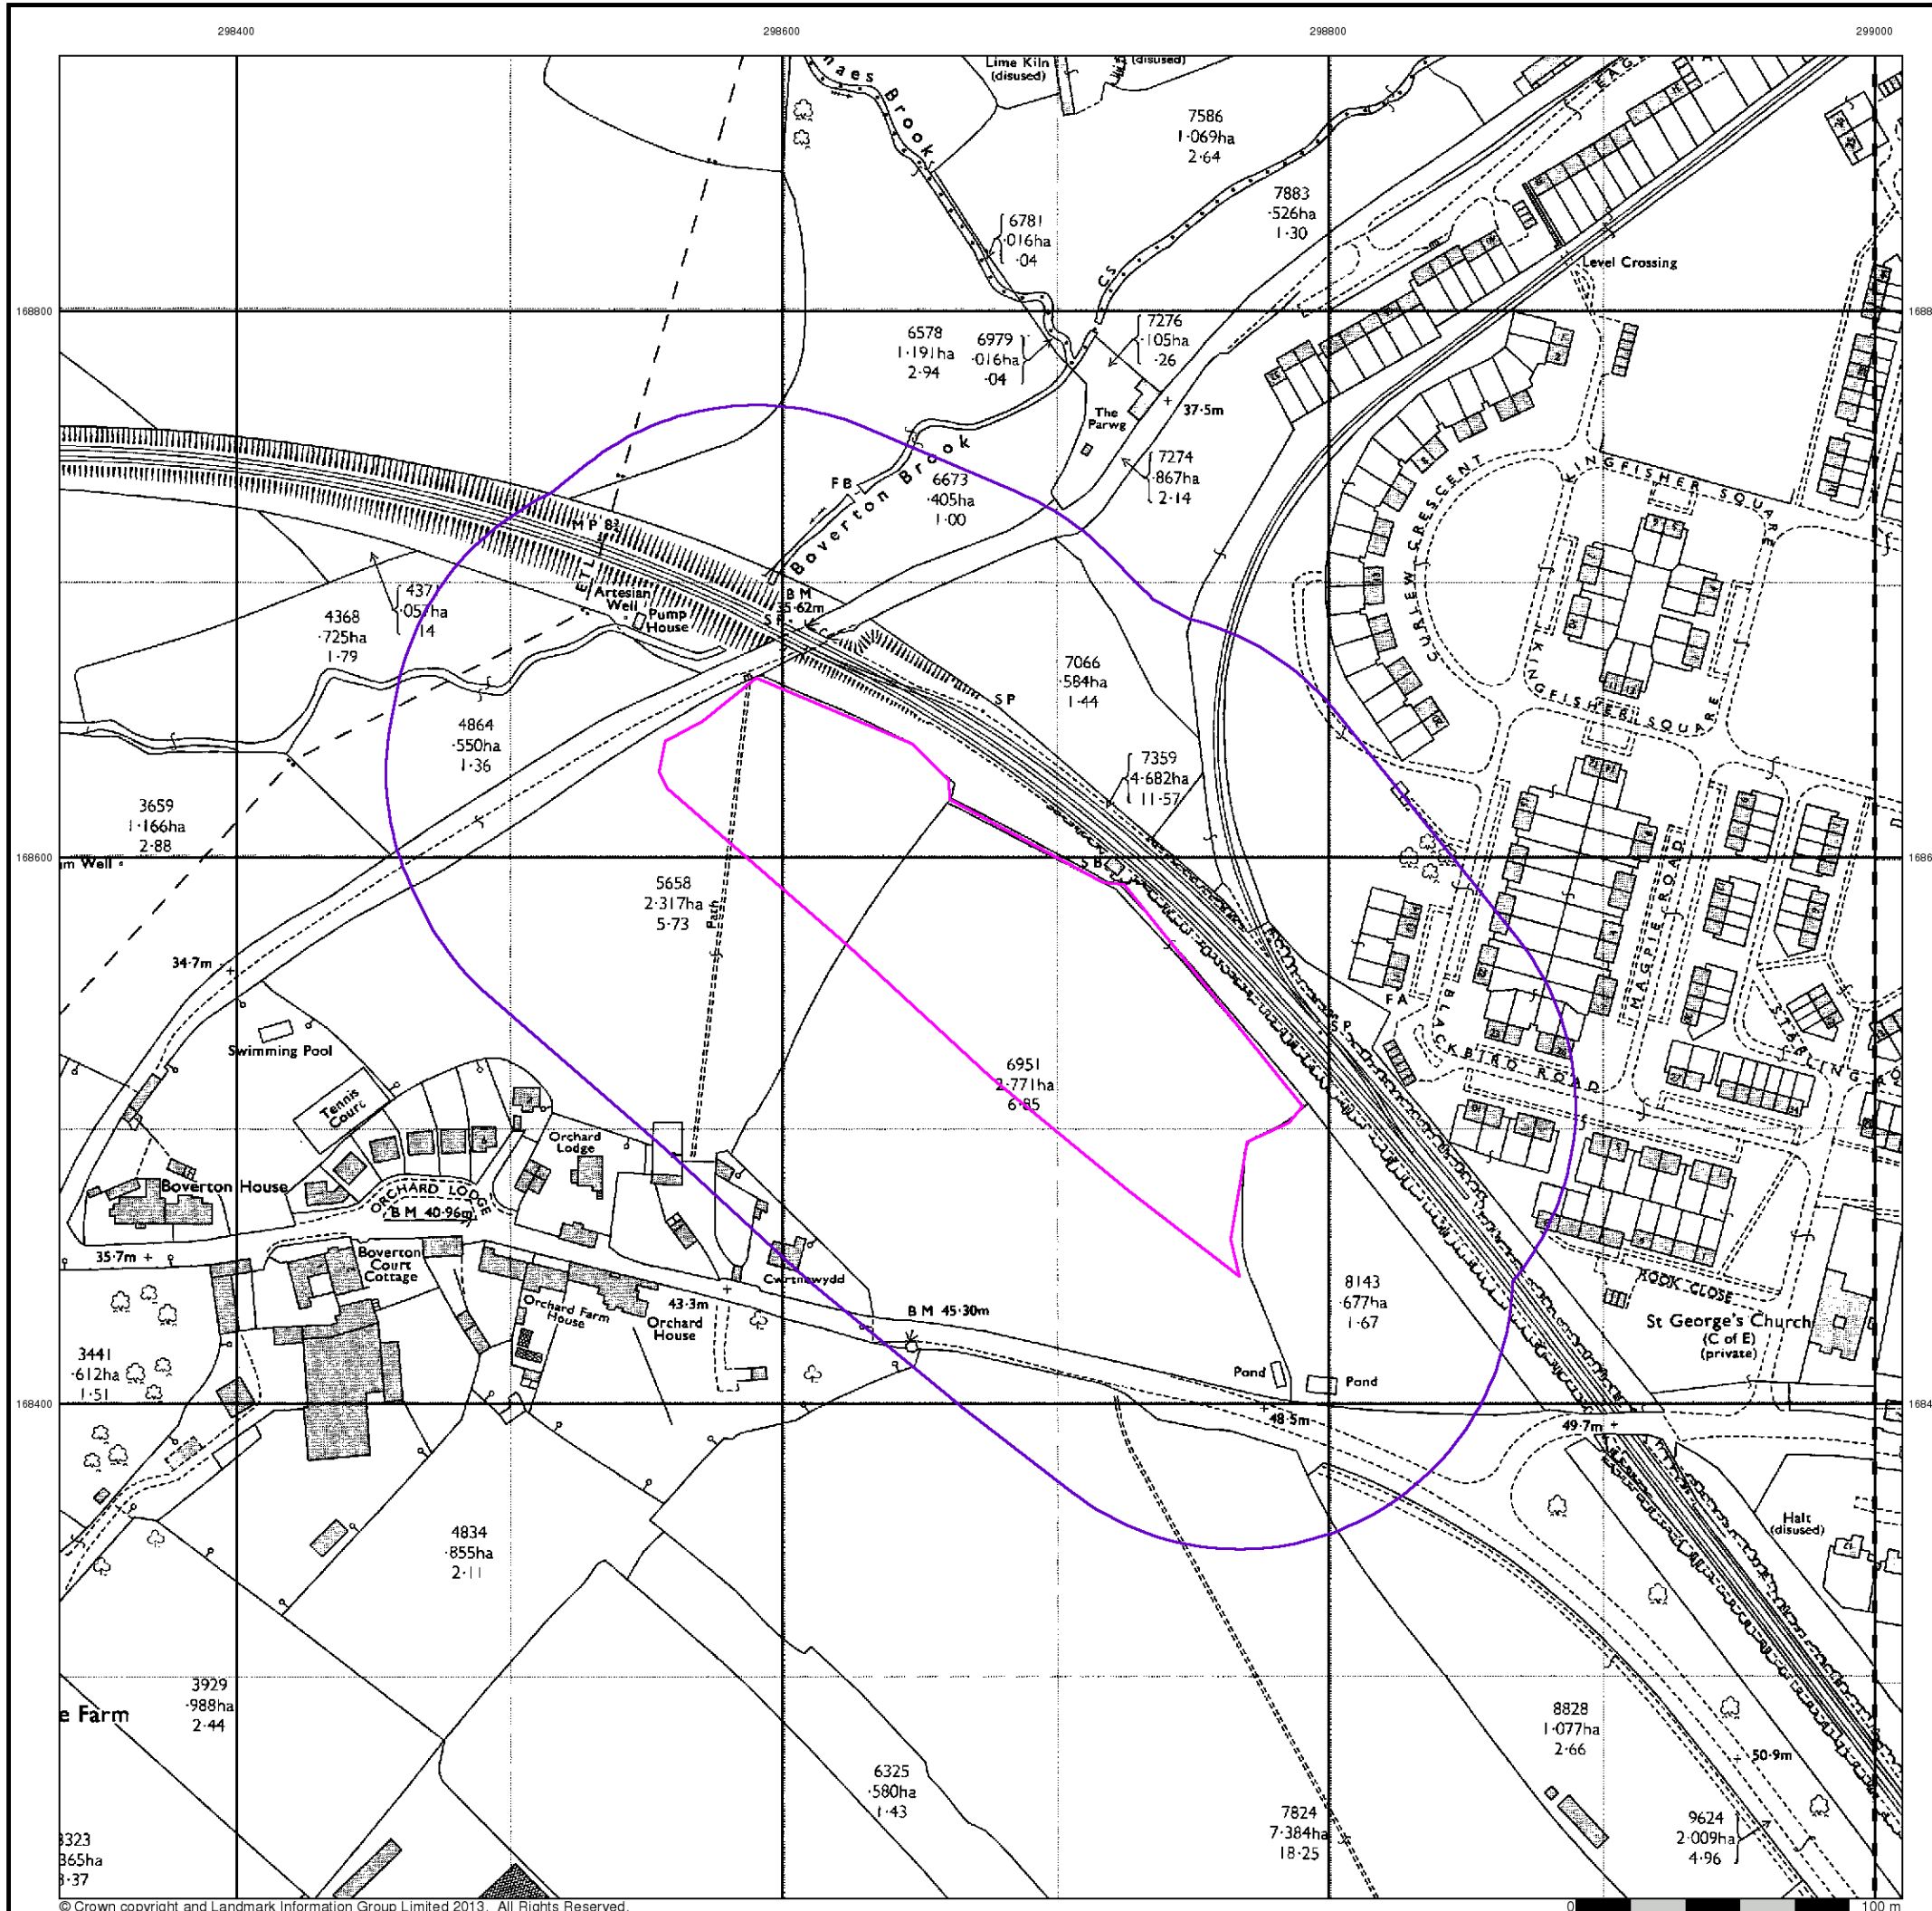 298400
298600
298800
299000
naes
Brook
Lime Kiln
(disused)
(disused)
7586
1·069ha
2·64
7883
·526ha
1·30
6781
·016ha
·04
Level Crossing
168800
Cs
6578
1·191ha
2·94
6979
·016ha
·04
7276
·105ha
·26
The
Parwg
37·5m
7274
·867ha
2·14
KINGFISHER SQUARE
CURLEW CRESCENT
FB
Boverton Brook
6673
·405ha
1·00
M P 82
ETL
Artesian
Well
Pump
House
BM
35·62m
SP
4371
·057ha
·14
4368
·725ha
1·79
7066
·584ha
1·44
SP
KINGFISHER SQUARE
4864
·550ha
1·36
7359
4·682ha
11·57
3659
1·166ha
2·88
168600
m Well
SB
5658
2·317ha
5·73
Path
MAGPIE ROAD
34·7m
FA
SP
BLACKBIRD ROAD
STARLING RO
Swimming Pool
6951
2·771ha
6·85
Tennis
Court
Orchard
Lodge
Boverton House
ORCHARD LODGE
BM 40·96m
35·7m
Boverton
Court
Cottage
Cwrtnewydd
43·3m
Orchard Farm
House
Orchard
House
BM 45·30m
8143
·677ha
1·67
ROOK CLOSE
St George's Church
(C of E)
(private)
3441
·612ha
1·51
Pond
Pond
168400
48·5m
49·7m
Halt
(disused)
4834
·855ha
2·11
3929
·988ha
2·44
e Farm
8828
1·077ha
2·66
50·9m
6325
·580ha
1·43
7824
7·384ha
18·25
9624
2·009ha
4·96
3323
365ha
3·37
© Crown copyright and Landmark Information Group Limited 2013. All Rights Reserved.
0
100 m